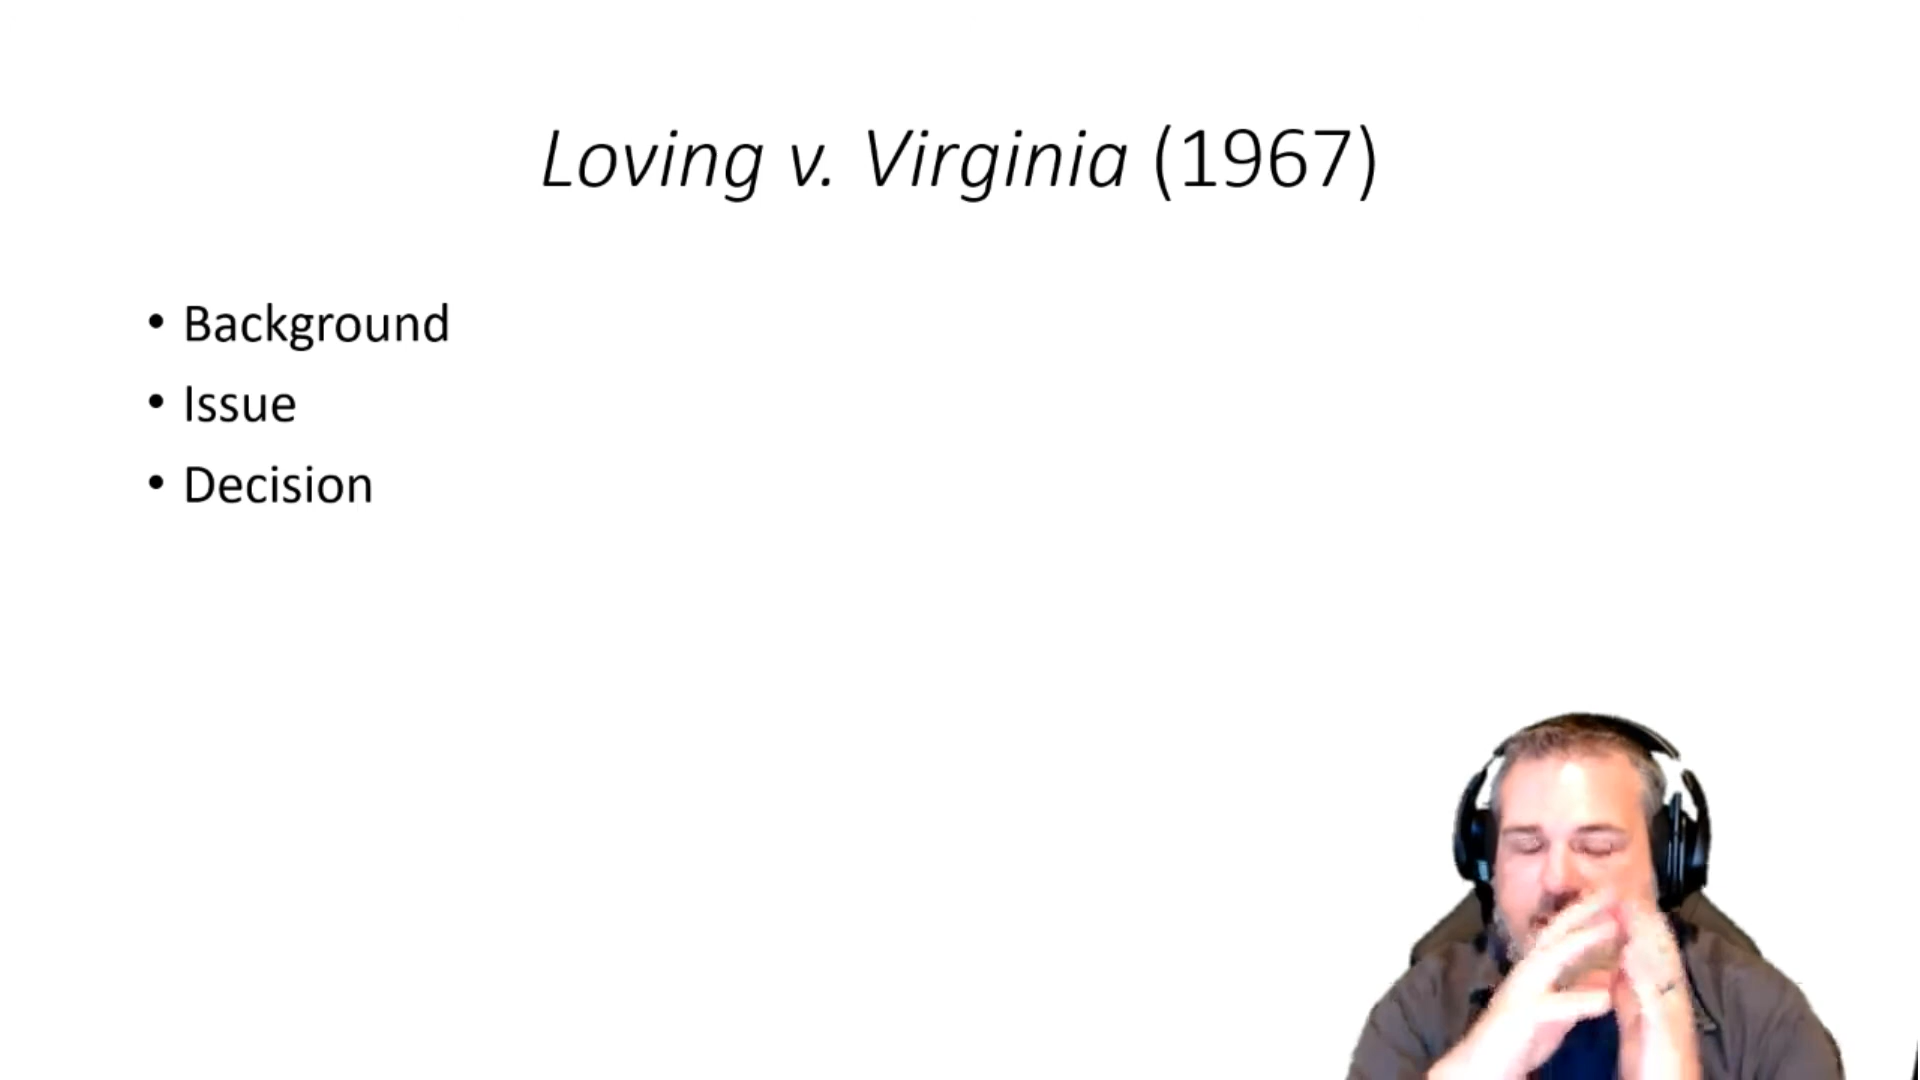 Loving v. Virginia (1967)
• Background
• Issue
• Decision